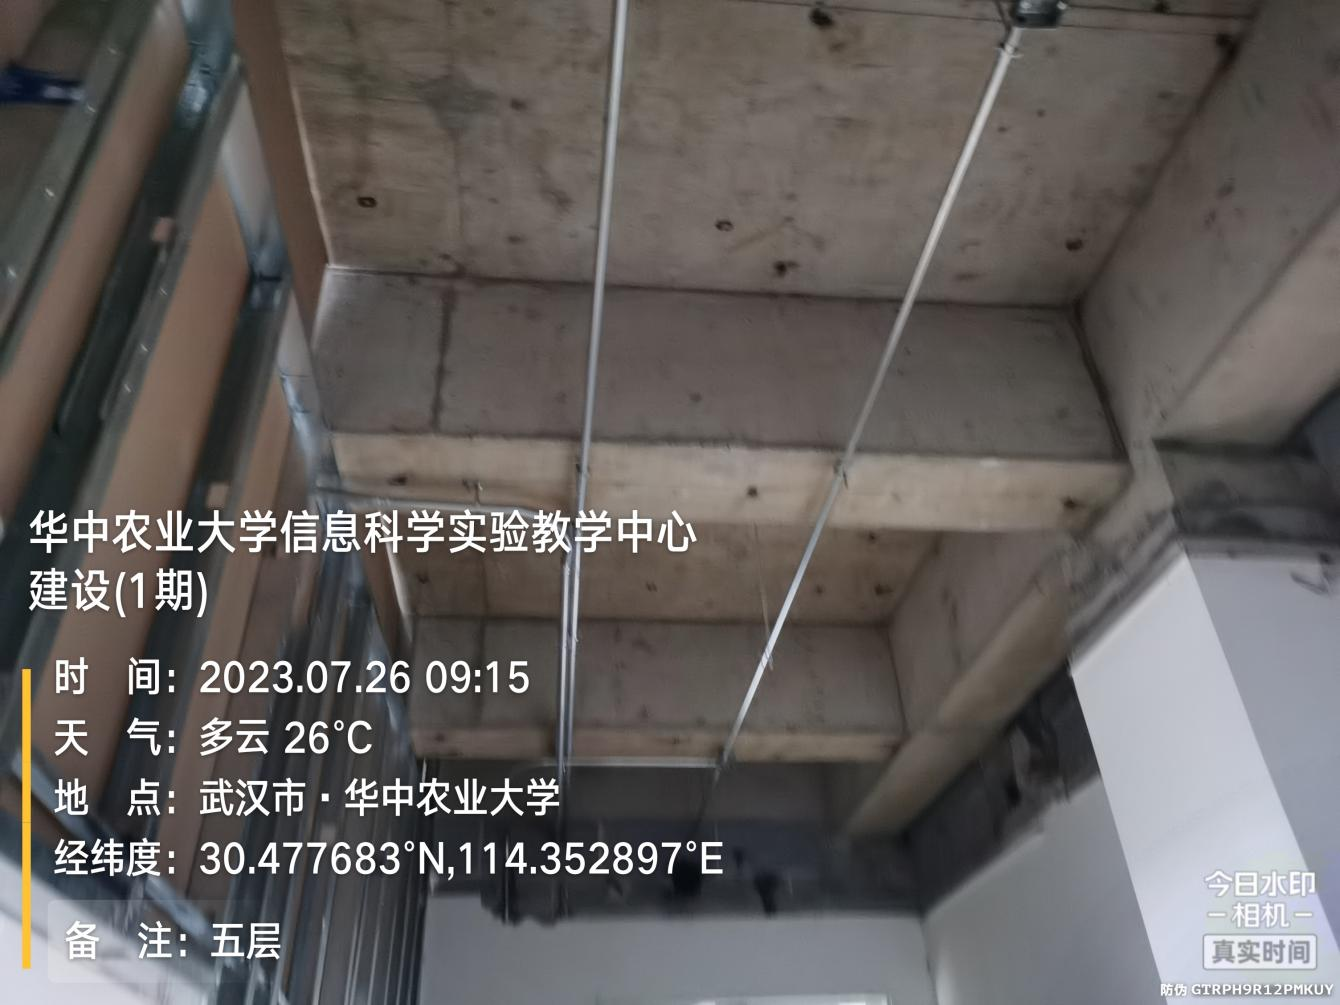 华中农业大学信息科学实验教学中心
建设(1期)
时 间：2023.07.26 09:15
天 气：多云 26°C
地 点：武汉市·华中农业大学
经纬度：30.477683°N,114.352897°E
备 注：五层
今日水印
相机
真实时间
防伪 GTRPH9R12PMKUY